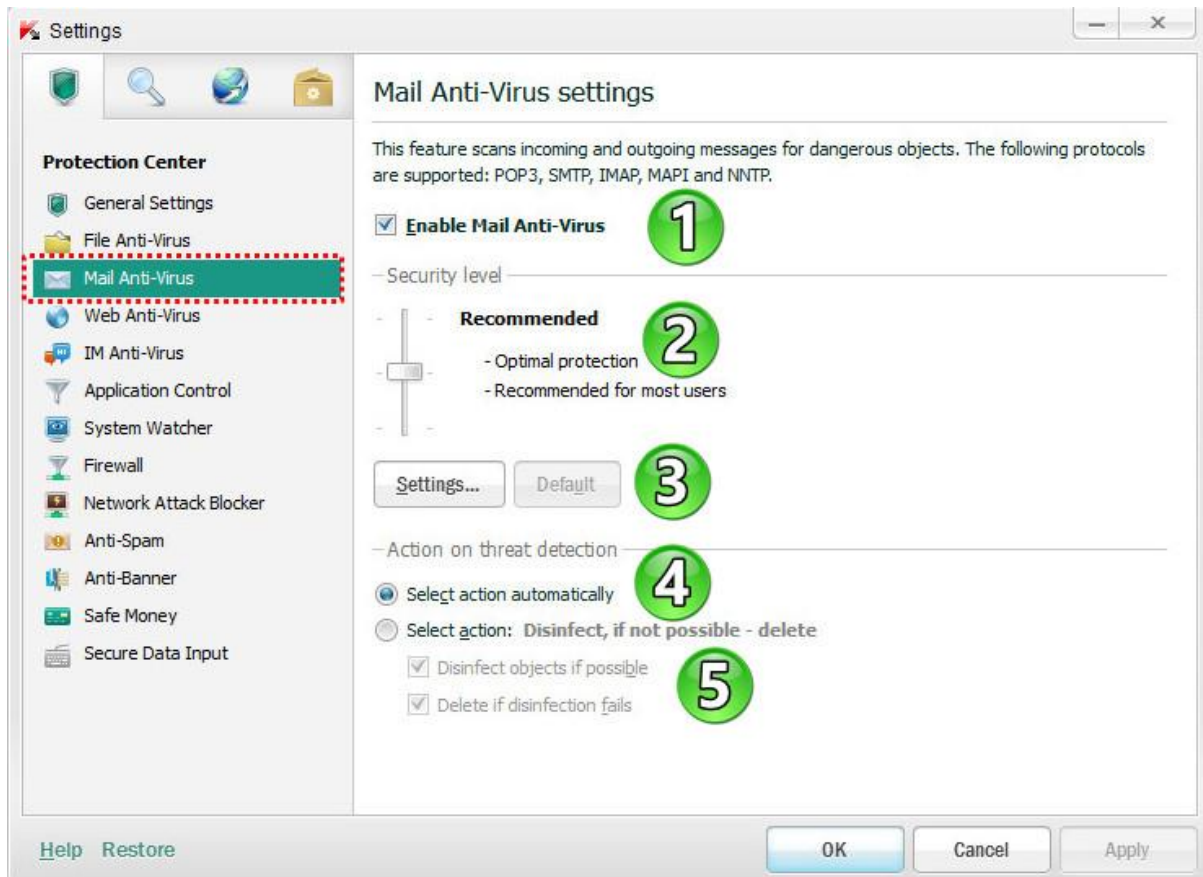 Settings
Protection Center
General Settings
File Anti-Virus
Mail Anti-Virus
Web Anti-Virus
IM Anti-Virus
Application Control
System Watcher
Firewall
Network Attack Blocker
Anti-Spam
Anti-Banner
Safe Money
Secure Data Input
Mail Anti-Virus settings
This feature scans incoming and outgoing messages for dangerous objects. The following protocols
are supported: POP3, SMTP, IMAP, MAPI and NNTP.
Enable Mail Anti-Virus 1
Security level
Recommended 2
- Optimal protection
- Recommended for most users
Settings... Default 3
Action on threat detection
Select action automatically 4
Select action: Disinfect, if not possible - delete
Disinfect objects if possible 5
Delete if disinfection fails
Help Restore OK Cancel Apply